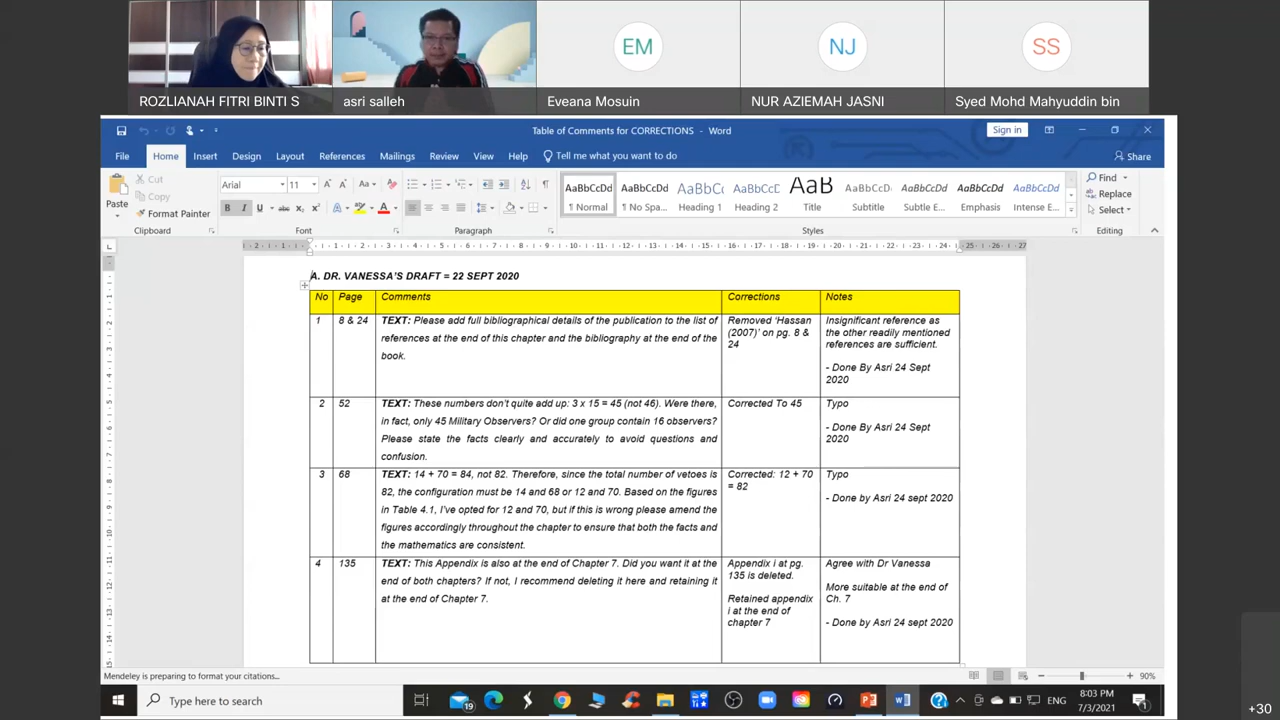 EM
NJ
SS
ROZLIANAH FITRI BINTI S
asri salleh
Eveana Mosuin
NUR AZIEMAH JASNI
Syed Mohd Mahyuddin bin
Table of Comments for CORRECTIONS - Word
Sign in
File
Home
Insert
Design
Layout
References
Mailings
Review
View
Help
Tell me what you want to do
Share
Paste
Cut
Copy
Format Painter
Clipboard
Arial
11
Font
Paragraph
AaBbCcDd
¶ Normal
AaBbCcDd
¶ No Spa...
AaBbCc
Heading 1
AaBbCcD
Heading 2
AaB
Title
AaBbCcD
Subtitle
AaBbCcDd
Subtle E...
AaBbCcDd
Emphasis
AaBbCcDd
Intense E...
Styles
Find
Replace
Select
Editing
A. DR. VANESSA'S DRAFT = 22 SEPT 2020
No
Page
Comments
Corrections
Notes
1
8 & 24
TEXT: Please add full bibliographical details of the publication to the list of
references at the end of this chapter and the bibliography at the end of the
book.
Removed 'Hassan
(2007)' on pg. 8 &
24
Insignificant reference as
the other readily mentioned
references are sufficient.
- Done By Asri 24 Sept
2020
2
52
TEXT: These numbers don't quite add up: 3 x 15 = 45 (not 46). Were there,
in fact, only 45 Military Observers? Or did one group contain 16 observers?
Please state the facts clearly and accurately to avoid questions and
confusion.
Corrected To 45
Typo
- Done By Asri 24 Sept
2020
3
68
TEXT: 14 + 70 = 84, not 82. Therefore, since the total number of vetoes is
82, the configuration must be 14 and 68 or 12 and 70. Based on the figures
in Table 4.1, I've opted for 12 and 70, but if this is wrong please amend the
figures accordingly throughout the chapter to ensure that both the facts and
the mathematics are consistent.
Corrected: 12 + 70
= 82
Typo
- Done by Asri 24 sept 2020
4
135
TEXT: This Appendix is also at the end of Chapter 7. Did you want it at the
end of both chapters? If not, I recommend deleting it here and retaining it
at the end of Chapter 7.
Appendix i at pg.
135 is deleted.
Retained appendix
i at the end of
chapter 7
Agree with Dr Vanessa
More suitable at the end of
Ch. 7
- Done by Asri 24 sept 2020
Mendeley is preparing to format your citations...
90%
Type here to search
19
ENG
8:03 PM
7/3/2021
1
+30